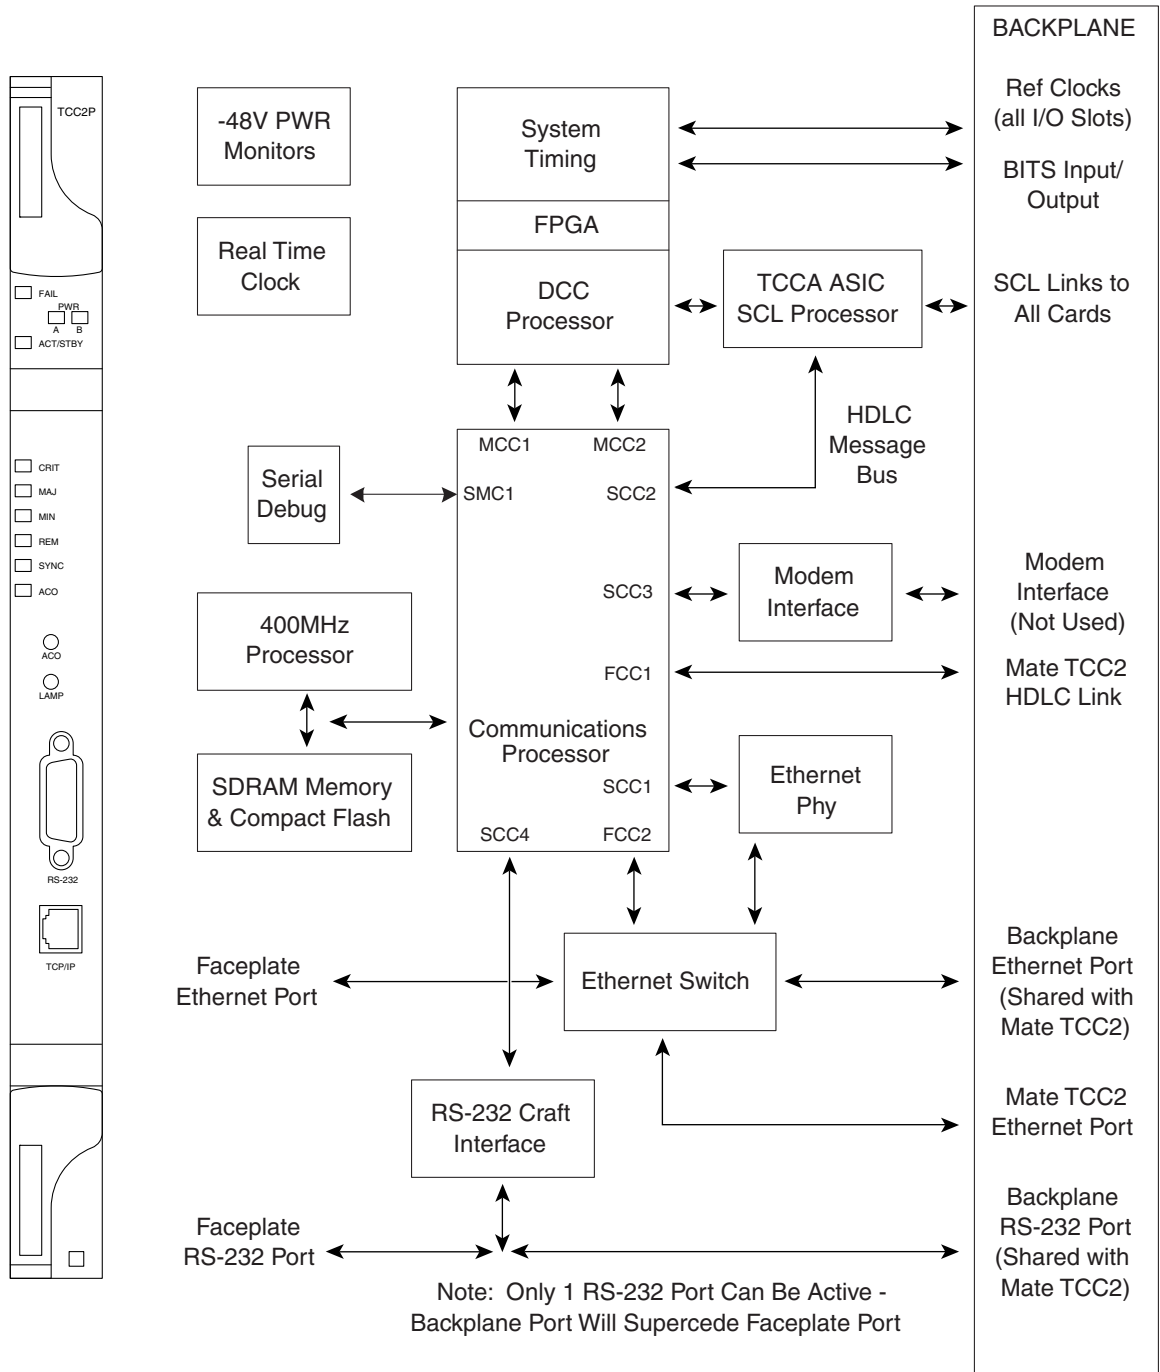 BACKPLANE
TCC2P
FAIL
PWR
A B
ACT/STBY
CRIT
MAJ
MIN
REM
SYNC
ACO
ACO
LAMP
RS-232
TCP/IP
-48V PWR
Monitors
Real Time
Clock
System
Timing
FPGA
DCC
Processor
TCCA ASIC
SCL Processor
Ref Clocks
(all I/O Slots)
BITS Input/
Output
SCL Links to
All Cards
HDLC
Message
Bus
Serial
Debug
MCC1
MCC2
SMC1
SCC2
SCC3
FCC1
Communications
Processor
SCC1
SCC4
FCC2
Modem
Interface
Modem
Interface
(Not Used)
Mate TCC2
HDLC Link
400MHz
Processor
SDRAM Memory
& Compact Flash
Ethernet
Phy
Faceplate
Ethernet Port
Ethernet Switch
Backplane
Ethernet Port
(Shared with
Mate TCC2)
Mate TCC2
Ethernet Port
RS-232 Craft
Interface
Faceplate
RS-232 Port
Backplane
RS-232 Port
(Shared with
Mate TCC2)
Note: Only 1 RS-232 Port Can Be Active -
Backplane Port Will Supercede Faceplate Port